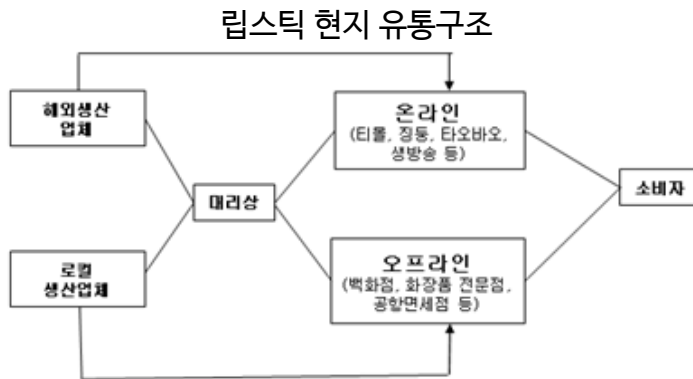 립스틱 현지 유통구조
해외생산
업체
온라인
(티몰, 징둥, 타오바오,
생방송 등)
대리상
소비자
로컬
생산업체
오프라인
(백화점, 화장품 전문점,
공항면세점 등)